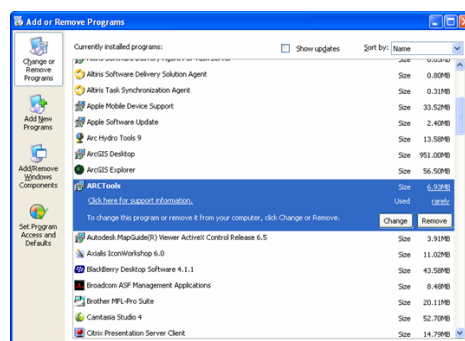 Add or Remove Programs
Change or Remove Programs
Add New Programs
Add/Remove Windows Components
Set Program Access and Defaults
Currently installed programs:
Show updates
Sort by: Name
Altiris Software Delivery Solution Agent Size 0.80MB
Altiris Task Synchronization Agent Size 0.31MB
Apple Mobile Device Support Size 33.52MB
Apple Software Update Size 2.40MB
Arc Hydro Tools 9 Size 13.58MB
ArcGIS Desktop Size 951.00MB
ArcGIS Explorer Size 56.50MB
ARCTools Size 6.93MB
Click here for support information. Used rarely
To change this program or remove it from your computer, click Change or Remove. Change Remove
Autodesk MapGuide(R) Viewer ActiveX Control Release 6.5 Size 3.91MB
Axialis IconWorkshop 6.0 Size 11.02MB
BlackBerry Desktop Software 4.1.1 Size 43.58MB
Broadcom ASF Management Applications Size 8.48MB
Brother MFL-Pro Suite Size 20.11MB
Camtasia Studio 4 Size 52.70MB
Citrix Presentation Server Client Size 14.79MB